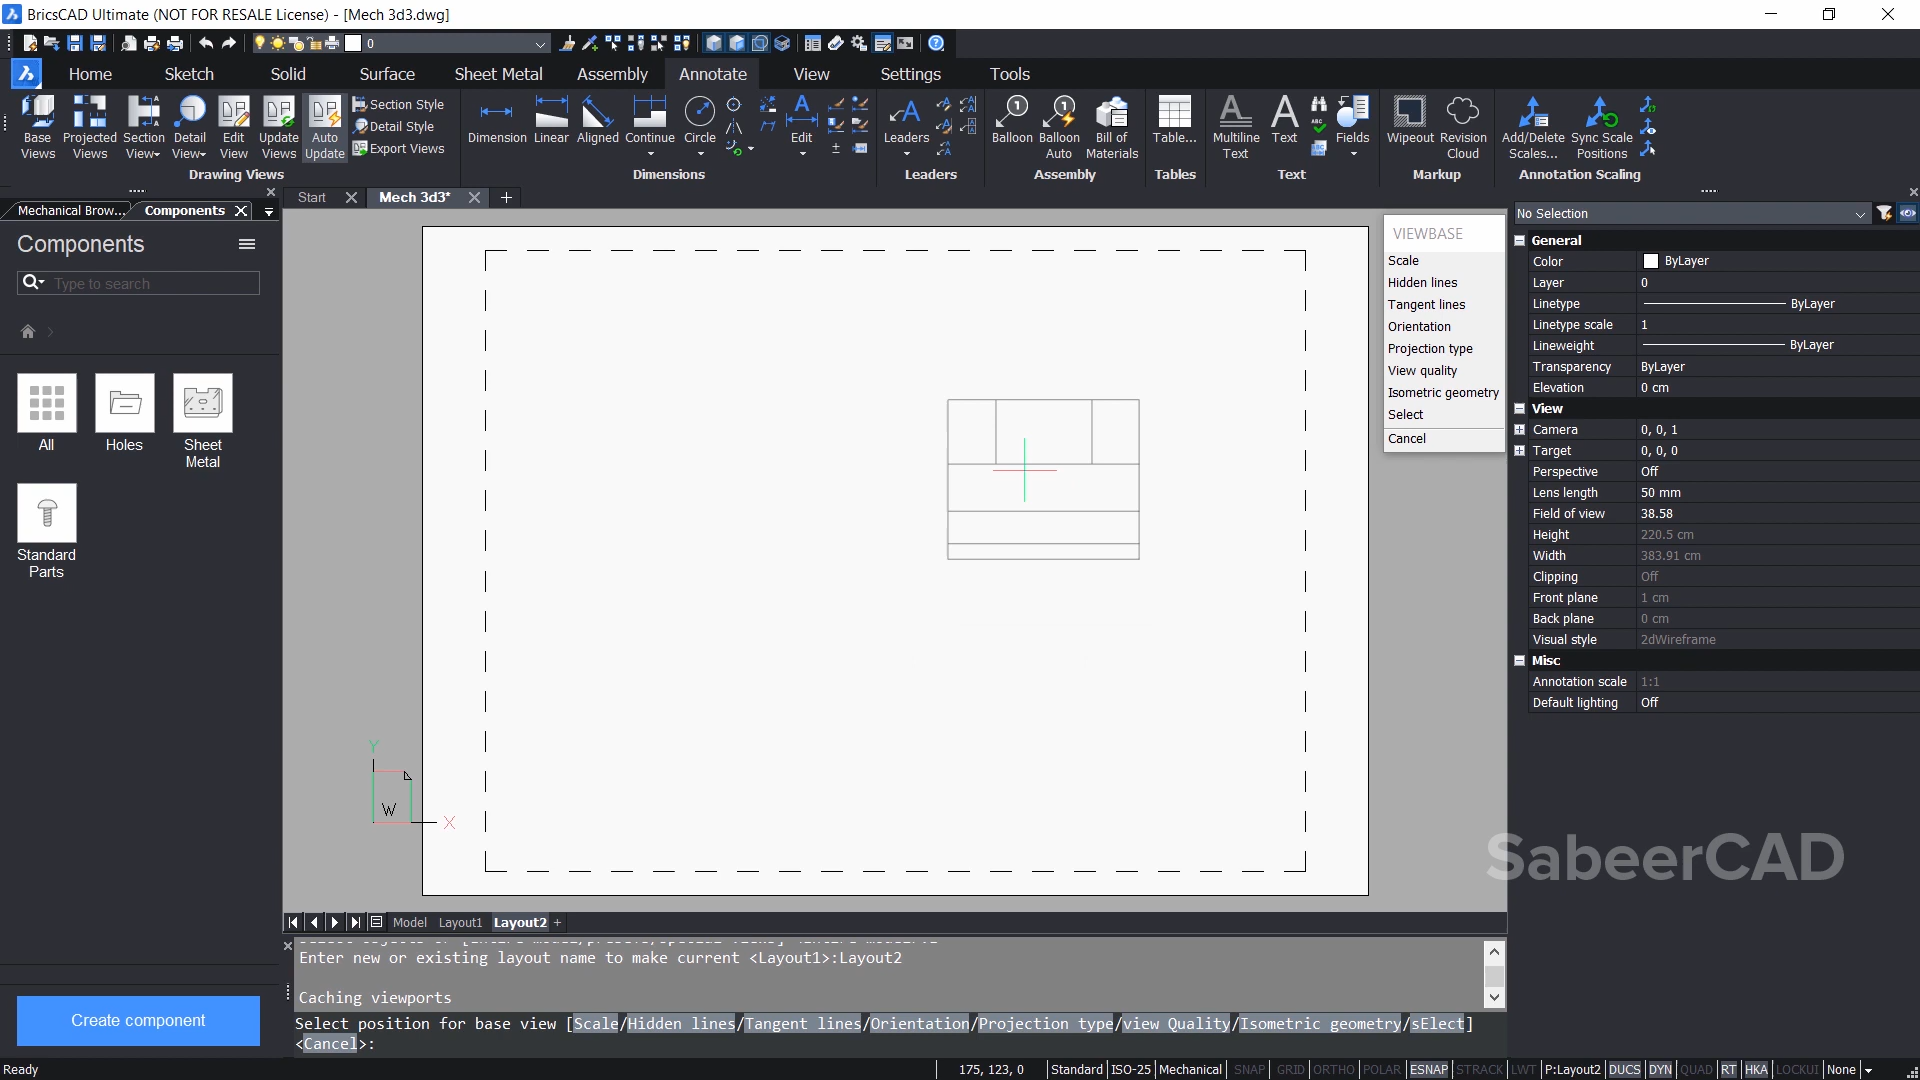 BricsCAD Ultimate (NOT FOR RESALE License) - [Mech 3d3.dwg]
0
Home Sketch Solid Surface Sheet Metal Assembly Annotate View Settings Tools
Base Views
Projected Views
Section View
Detail View
Edit View
Update Views
Auto Update
Section Style
Detail Style
Export Views
Drawing Views
Dimension
Linear
Aligned
Continue
Circle
Edit
Dimensions
Leaders
Leaders
Balloon
Balloon Auto
Bill of Materials
Assembly
Table...
Tables
Multiline Text
Text
Fields
Text
Wipeout
Revision Cloud
Markup
Add/Delete Scales...
Sync Scale Positions
Annotation Scaling
Mechanical Brow...
Components
Components
Type to search
All
Holes
Sheet Metal
Standard Parts
Create component
Start
Mech 3d3*
VIEWBASE
Scale
Hidden lines
Tangent lines
Orientation
Projection type
View quality
Isometric geometry
Select
Cancel
Y
W
X
No Selection
General
Color ByLayer
Layer 0
Linetype ByLayer
Linetype scale 1
Lineweight ByLayer
Transparency ByLayer
Elevation 0 cm
View
Camera 0, 0, 1
Target 0, 0, 0
Perspective Off
Lens length 50 mm
Field of view 38.58
Height 220.5 cm
Width 383.91 cm
Clipping Off
Front plane 1 cm
Back plane 0 cm
Visual style 2dWireframe
Misc
Annotation scale 1:1
Default lighting Off
SabeerCAD
Model Layout1 Layout2
Enter new or existing layout name to make current <Layout1>:Layout2
Caching viewports
Select position for base view [Scale/Hidden lines/Tangent lines/Orientation/Projection type/view Quality/Isometric geometry/sElect]
<Cancel>:
Ready
175, 123, 0 Standard ISO-25 Mechanical SNAP GRID ORTHO POLAR ESNAP STRACK LWT P:Layout2 DUCS DYN QUAD RT HKA LOCKUI None